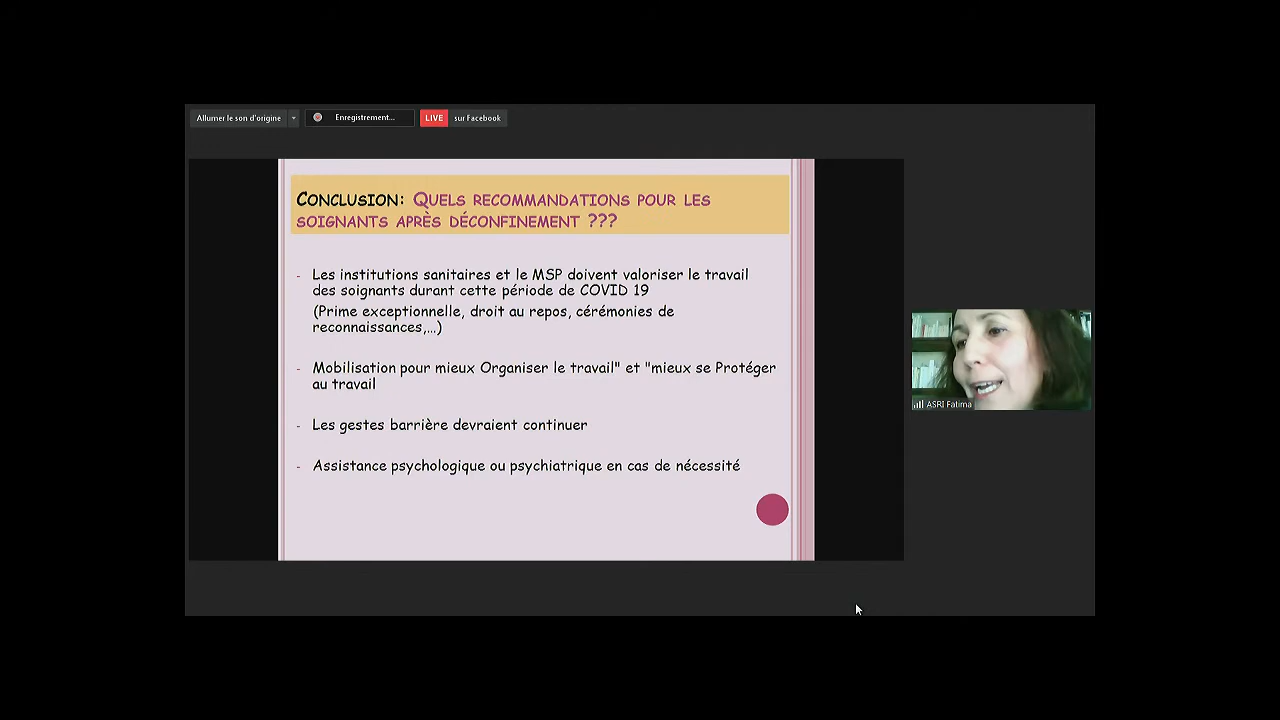 Allumer le son d'origine
Enregistrement...
LIVE sur Facebook
CONCLUSION: QUELS RECOMMANDATIONS POUR LES
SOIGNANTS APRÈS DÉCONFINEMENT ???
- Les institutions sanitaires et le MSP doivent valoriser le travail
des soignants durant cette période de COVID 19
(Prime exceptionnelle, droit au repos, cérémonies de
reconnaissances,...)
- Mobilisation pour mieux Organiser le travail" et "mieux se Protéger
au travail
- Les gestes barrière devraient continuer
- Assistance psychologique ou psychiatrique en cas de nécessité
ASRI Fatima